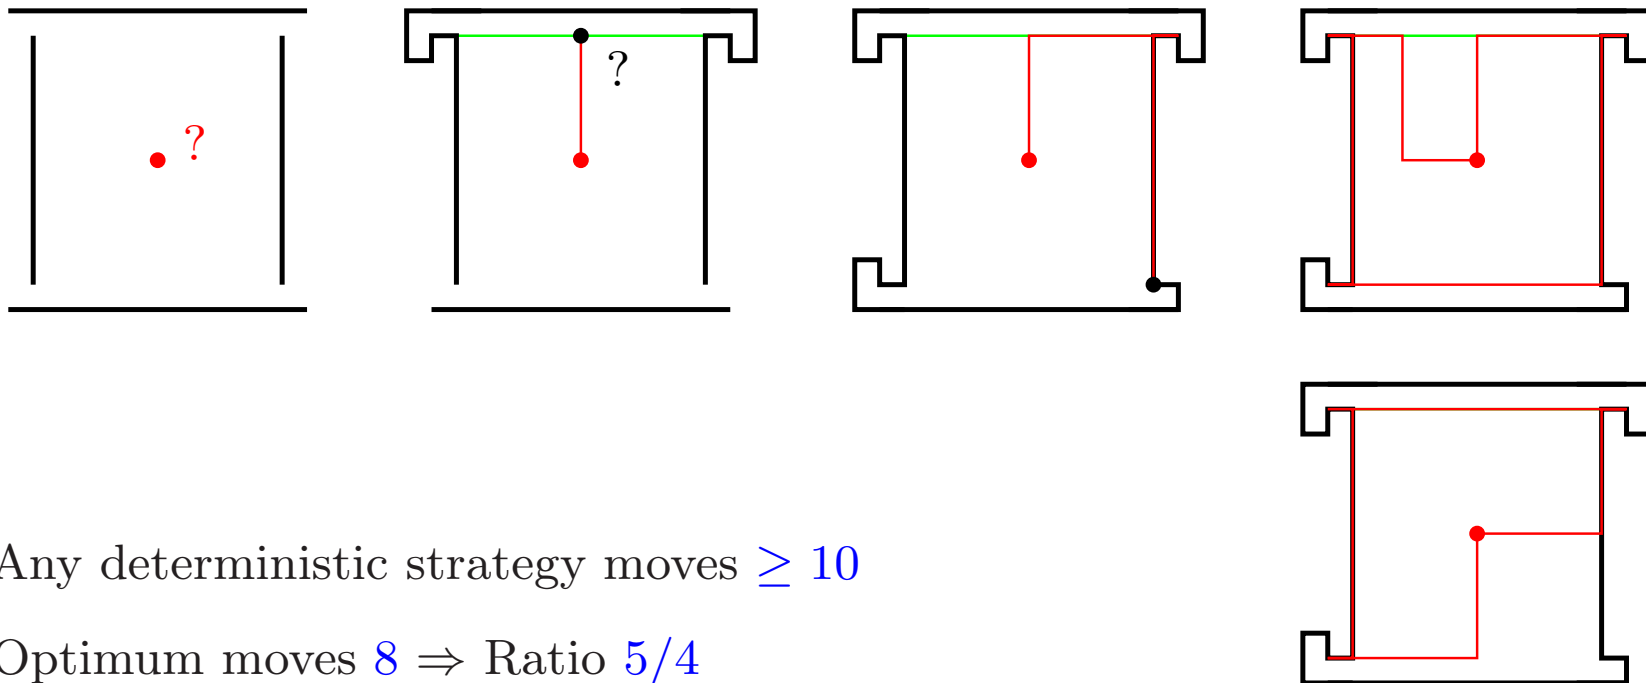 ?
?
Any deterministic strategy moves ≥ 10
Optimum moves 8 ⇒ Ratio 5/4